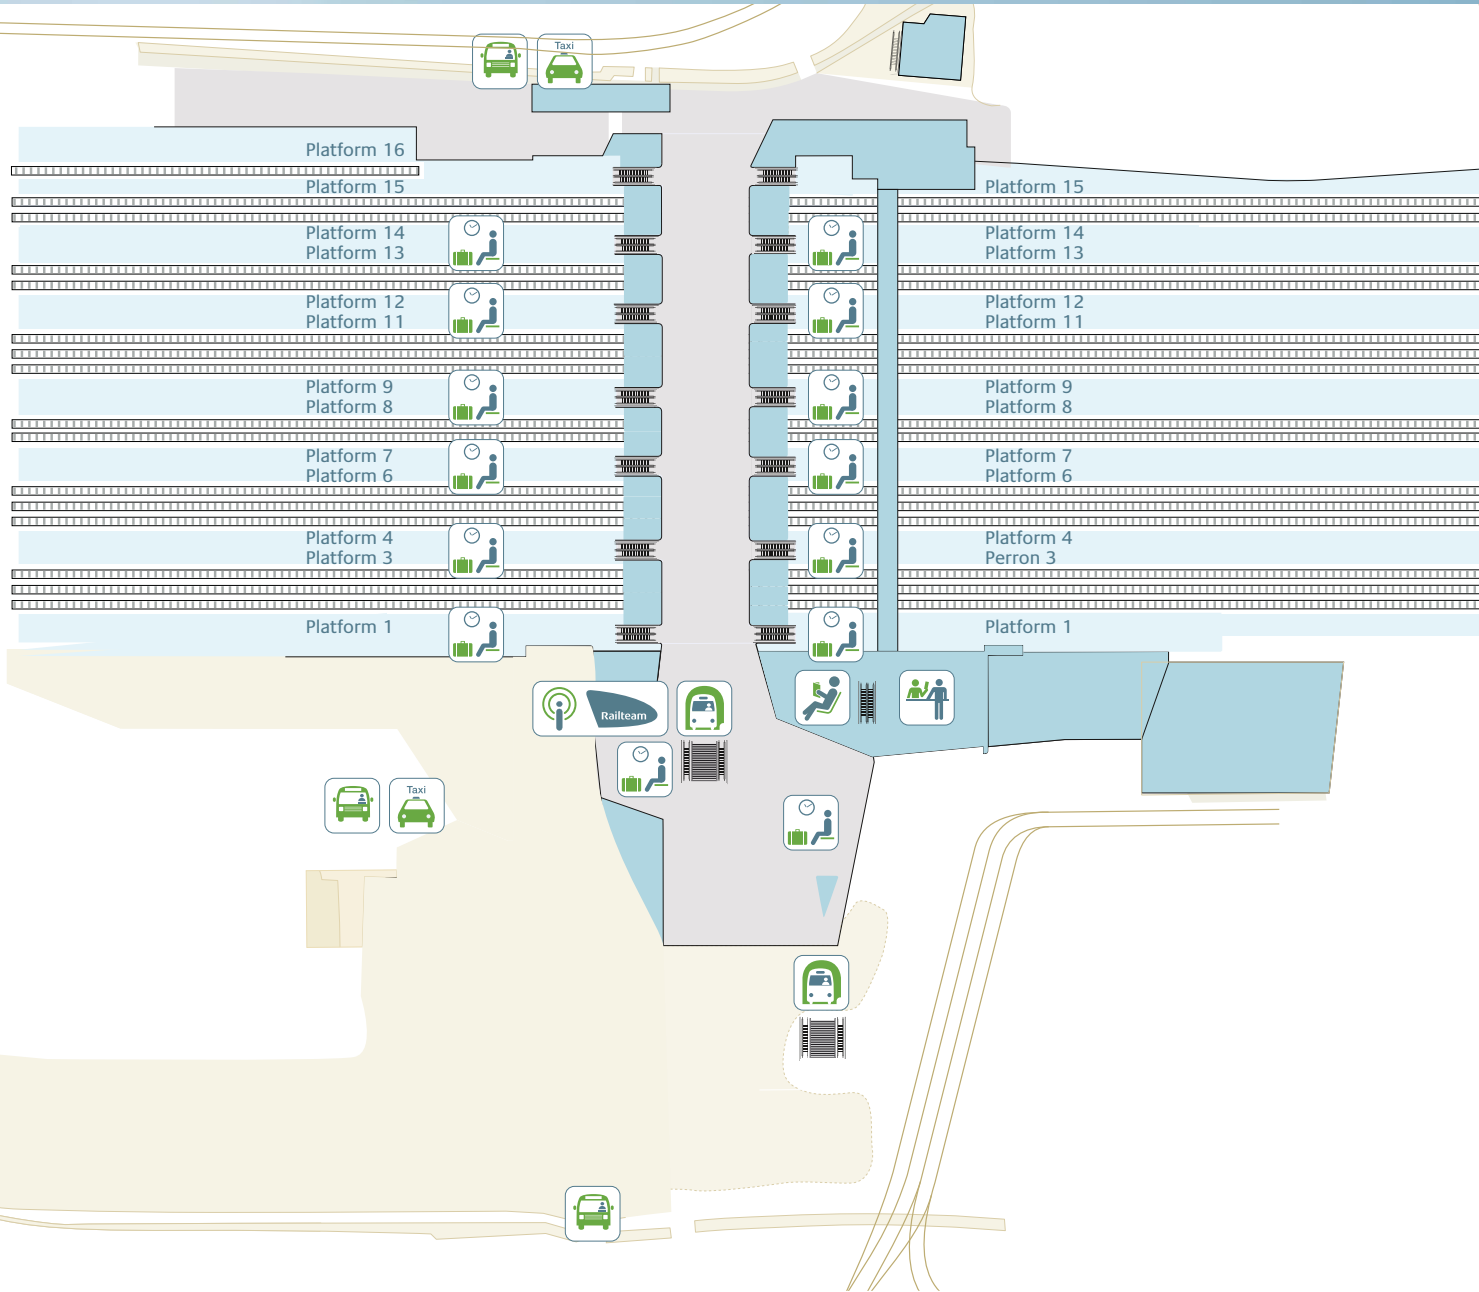 Taxi
Platform 16
Platform 15
Platform 15
Platform 14
Platform 13
Platform 14
Platform 13
Platform 12
Platform 11
Platform 12
Platform 11
Platform 9
Platform 8
Platform 9
Platform 8
Platform 7
Platform 6
Platform 7
Platform 6
Platform 4
Platform 3
Platform 4
Perron 3
Platform 1
Platform 1
Railteam
Taxi